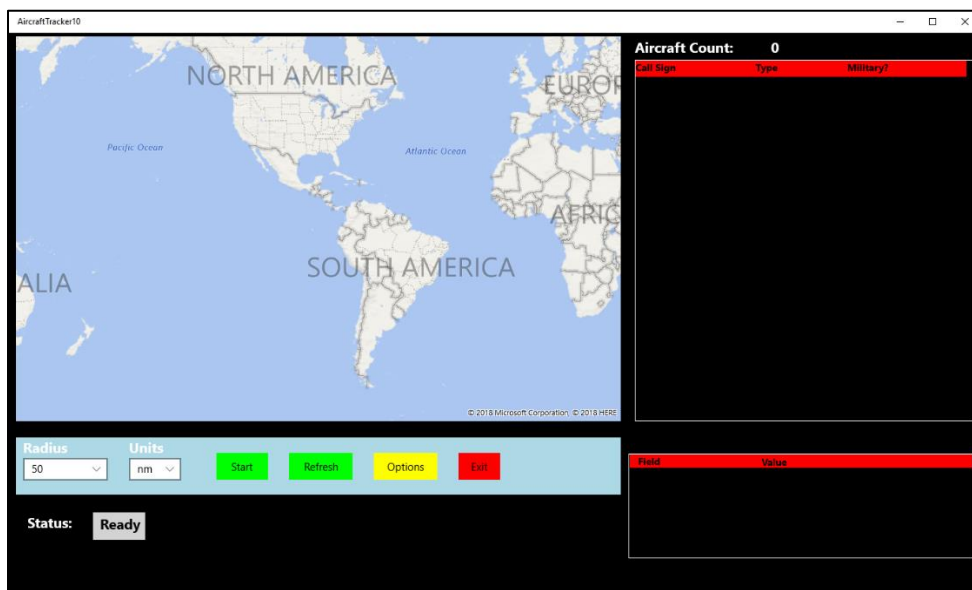 AircraftTracker10
NORTH AMERICA
EUROP
Pacific Ocean
Atlantic Ocean
AFRIC
SOUTH AMERICA
ALIA
© 2018 Microsoft Corporation, © 2018 HERE
Aircraft Count: 0
Call Sign Type Military?
Radius Units
50 nm Start Refresh Options Exit
Status: Ready
Field Value